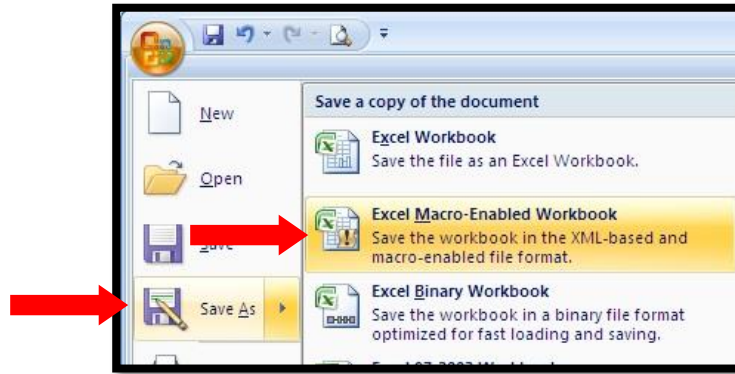 New
Open
Save
Save As
Save a copy of the document
Excel Workbook
Save the file as an Excel Workbook.
Excel Macro-Enabled Workbook
Save the workbook in the XML-based and
macro-enabled file format.
Excel Binary Workbook
Save the workbook in a binary file format
optimized for fast loading and saving.